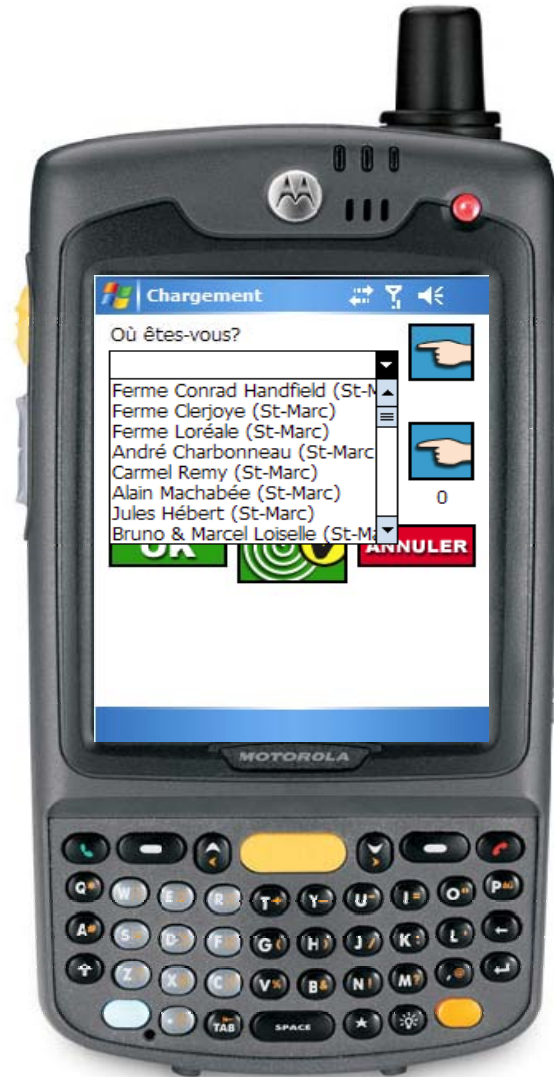 Chargement
Où êtes-vous?
Ferme Conrad Handfield (St-M
Ferme Clerjoye (St-Marc)
Ferme Loréale (St-Marc)
André Charbonneau (St-Marc
Carmel Remy (St-Marc)
Alain Machabée (St-Marc)
Jules Hébert (St-Marc)
Bruno & Marcel Loiselle (St-Ma
0
OK
ANNULER
MOTOROLA
Q W E R T + Y - U I O P
A # S D F G ( H ) J / K : L '
Z X C V B & N ! M ? , @
TAB SPACE *